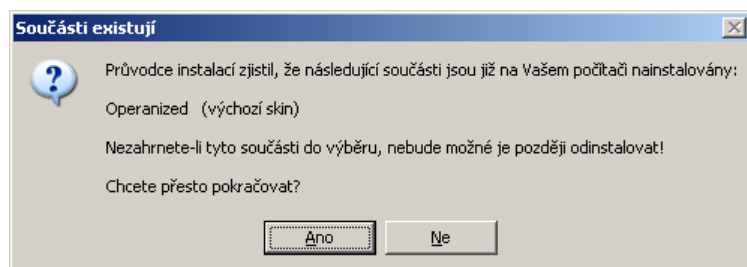 Součásti existují
Průvodce instalací zjistil, že následující součásti jsou již na Vašem počítači nainstalovány:
Operanized   (výchozí skin)
Nezahrnete-li tyto součásti do výběru, nebude možné je později odinstalovat!
Chcete přesto pokračovat?
Ano Ne